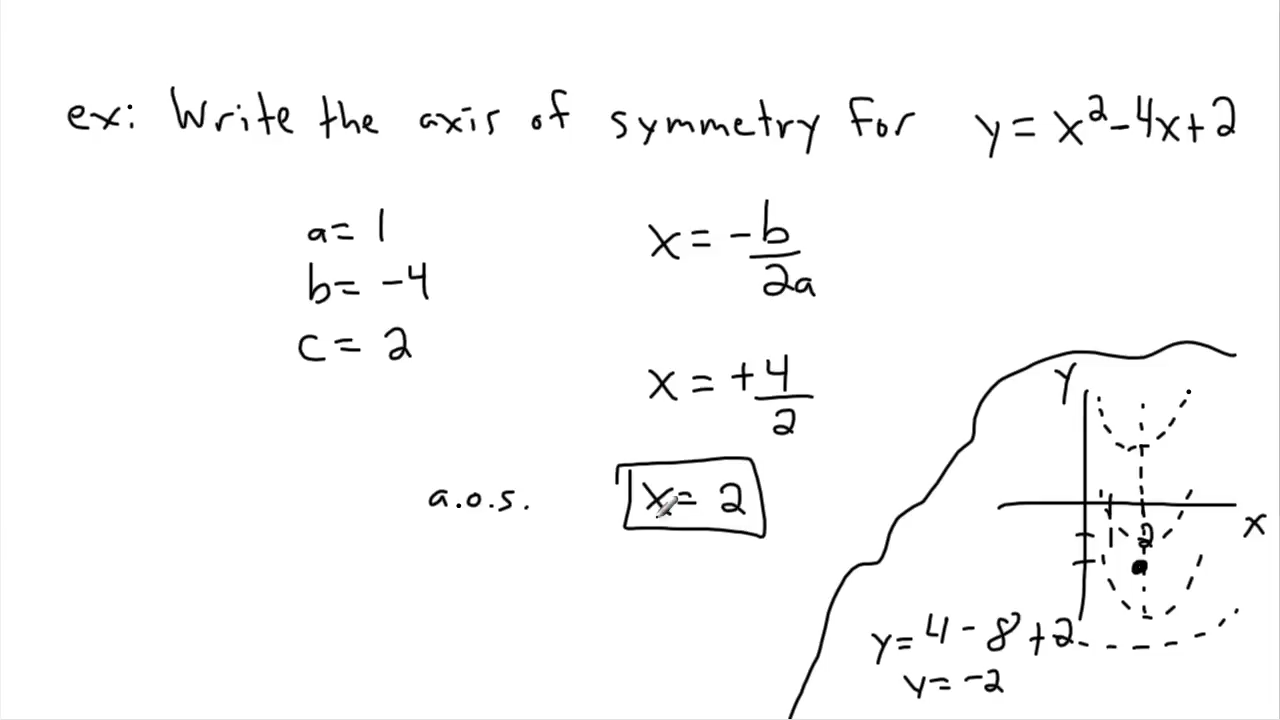 ex: Write the axis of symmetry for y = x² - 4x + 2
a = 1
b = -4
c = 2
x = -b/2a
x = +4/2
a.o.s. x = 2
y
x
1 2
y = 4 - 8 + 2
y = -2